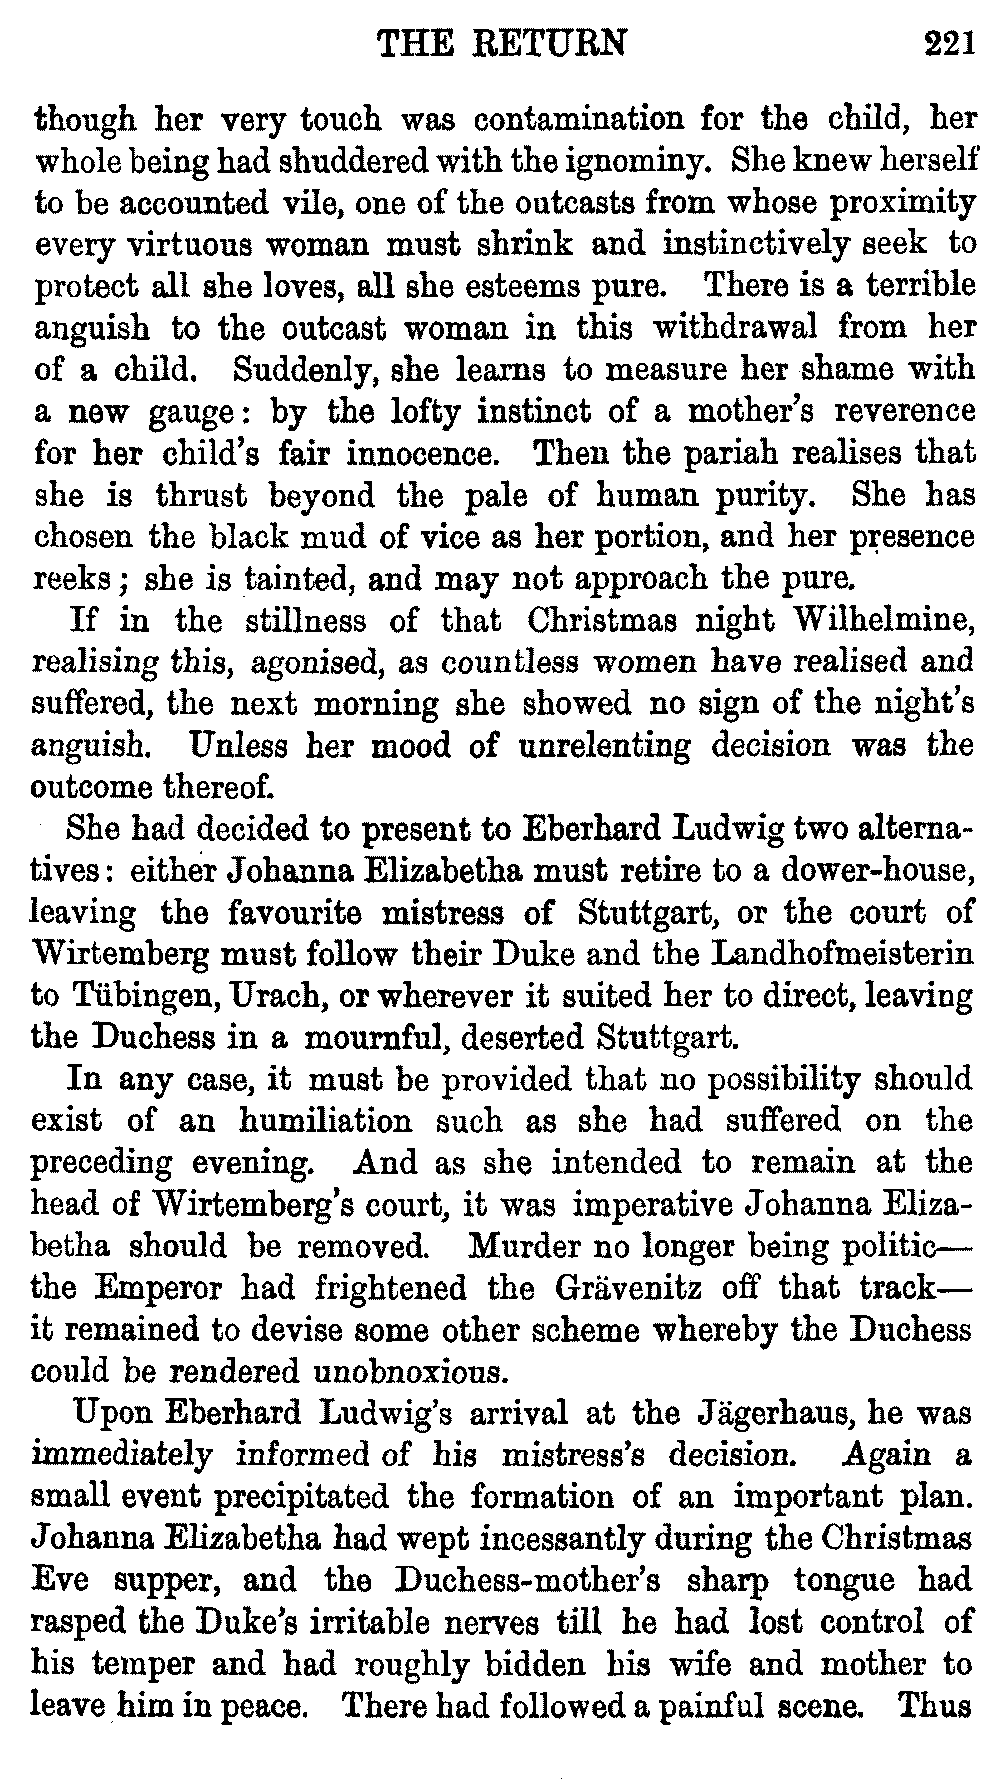 THE RETURN 221
though her very touch was contamination for the child, her
whole being had shuddered with the ignominy. She knew herself
to be accounted vile, one of the outcasts from whose proximity
every virtuous woman must shrink and instinctively seek to
protect all she loves, all she esteems pure. There is a terrible
anguish to the outcast woman in this withdrawal from her
of a child. Suddenly, she learns to measure her shame with
a new gauge: by the lofty instinct of a mother's reverence
for her child's fair innocence. Then the pariah realises that
she is thrust beyond the pale of human purity. She has
chosen the black mud of vice as her portion, and her presence
reeks; she is tainted, and may not approach the pure.
If in the stillness of that Christmas night Wilhelmine,
realising this, agonised, as countless women have realised and
suffered, the next morning she showed no sign of the night's
anguish. Unless her mood of unrelenting decision was the
outcome thereof.
She had decided to present to Eberhard Ludwig two alterna-
tives: either Johanna Elizabetha must retire to a dower-house,
leaving the favourite mistress of Stuttgart, or the court of
Wirtemberg must follow their Duke and the Landhofmeisterin
to Tübingen, Urach, or wherever it suited her to direct, leaving
the Duchess in a mournful, deserted Stuttgart.
In any case, it must be provided that no possibility should
exist of an humiliation such as she had suffered on the
preceding evening. And as she intended to remain at the
head of Wirtemberg's court, it was imperative Johanna Eliza-
betha should be removed. Murder no longer being politic—
the Emperor had frightened the Grävenitz off that track—
it remained to devise some other scheme whereby the Duchess
could be rendered unobnoxious.
Upon Eberhard Ludwig's arrival at the Jägerhaus, he was
immediately informed of his mistress's decision. Again a
small event precipitated the formation of an important plan.
Johanna Elizabetha had wept incessantly during the Christmas
Eve supper, and the Duchess-mother's sharp tongue had
rasped the Duke's irritable nerves till he had lost control of
his temper and had roughly bidden his wife and mother to
leave him in peace. There had followed a painful scene. Thus